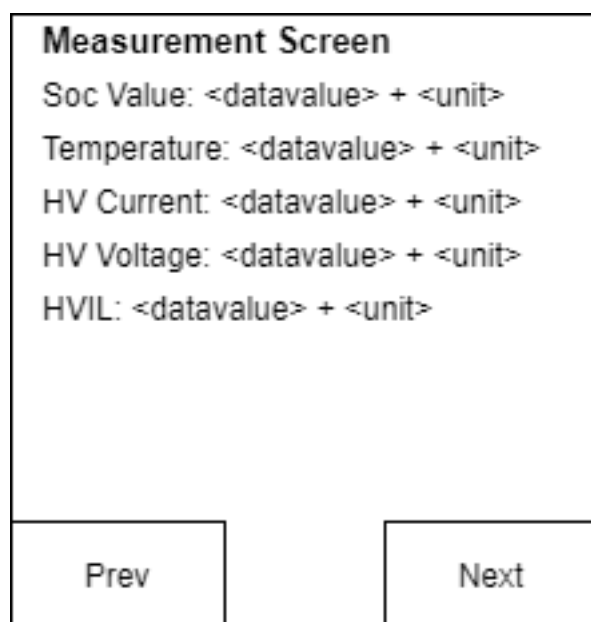 Measurement Screen
Soc Value: <datavalue> + <unit>
Temperature: <datavalue> + <unit>
HV Current: <datavalue> + <unit>
HV Voltage: <datavalue> + <unit>
HVIL: <datavalue> + <unit>
Prev
Next